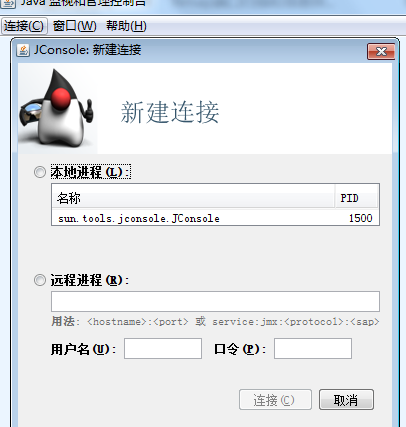 Java 监视和管理控制台
连接(C) 窗口(W) 帮助(H)
JConsole: 新建连接
新建连接
本地进程(L):
名称 PID
sun.tools.jconsole.JConsole 1500
远程进程(R):
用法: <hostname>:<port> 或 service:jmx:<protocol>:<sap>
用户名(U): 口令(P):
连接(C) 取消